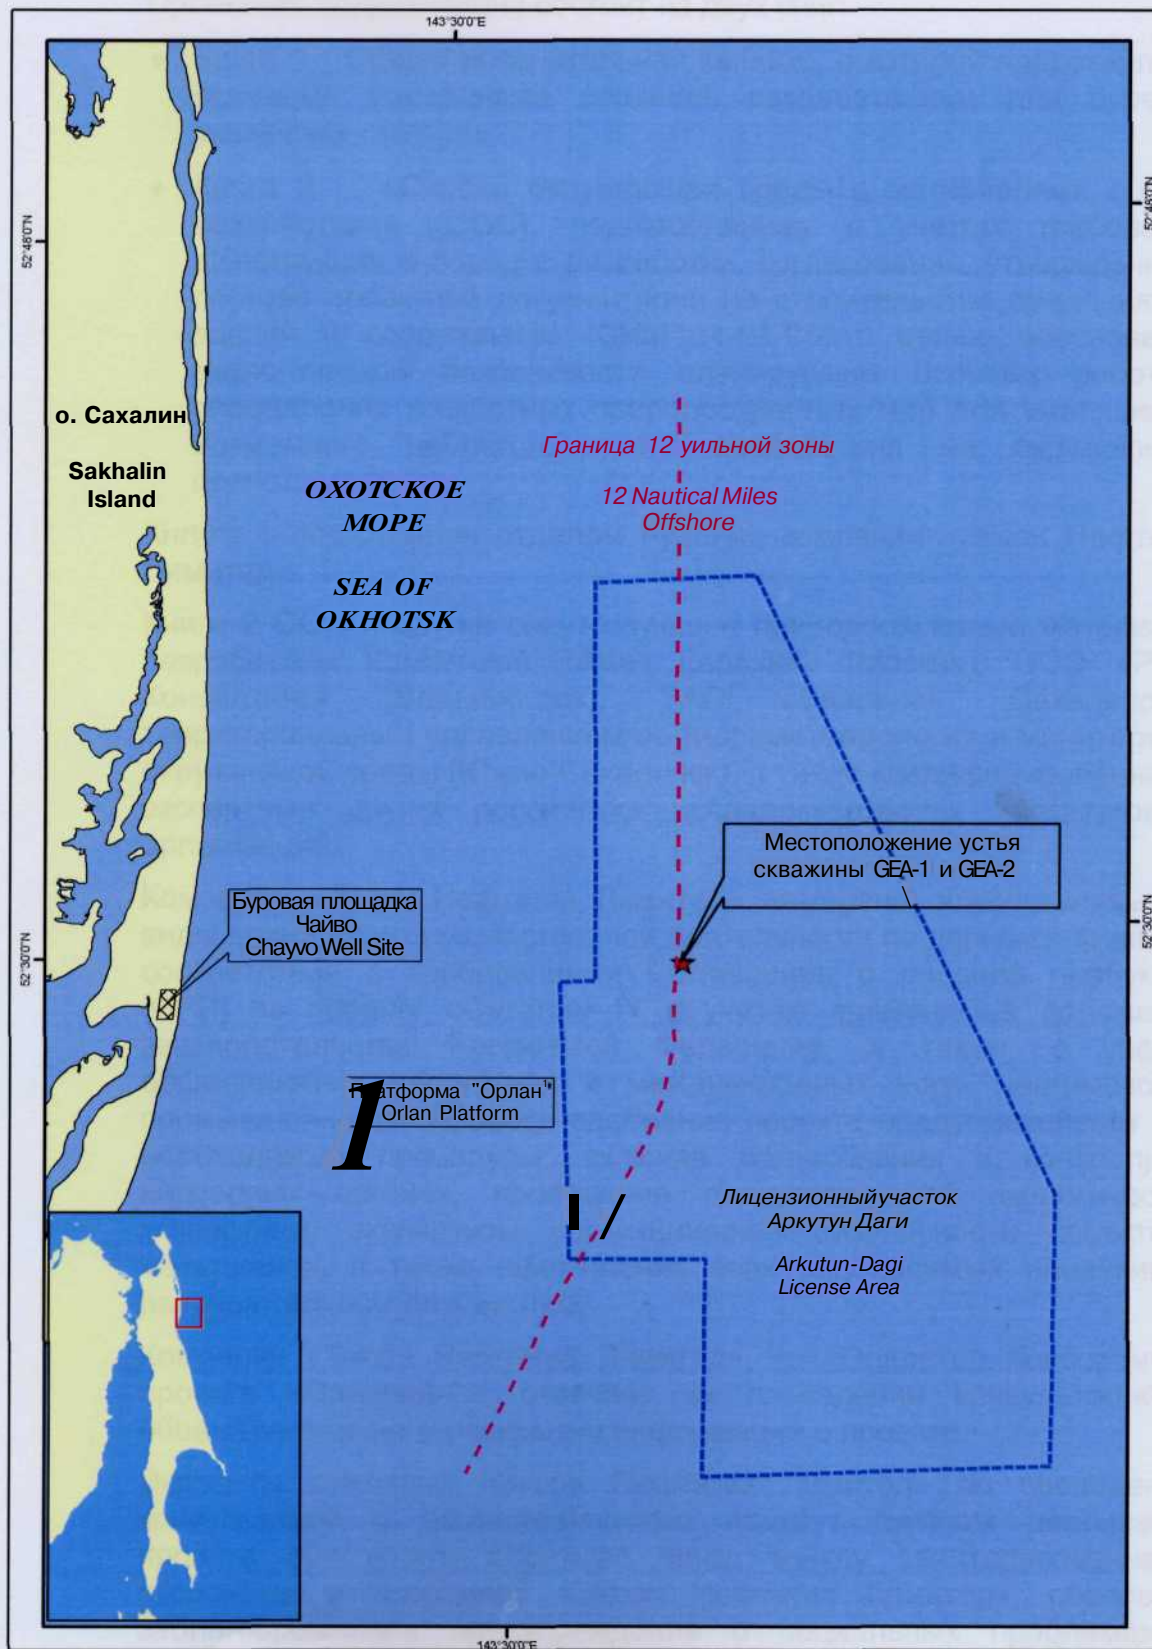 143°30'0"E
52°48'0"N
52°48'0"N
о. Сахалин
Sakhalin
Island
ОХОТСКОЕ
МОРЕ
SEA OF
OKHOTSK
Граница 12 уильной зоны
12 Nautical Miles
Offshore
Местоположение устья
скважины GEA-1 и GEA-2
Буровая площадка
Чайво
Chayvo Well Site
52°30'0"N
52°30'0"N
1
Платформа "Орлан"
Orlan Platform
I /
Лицензионный участок
Аркутун Даги
Arkutun-Dagi
License Area
143°30'0"E